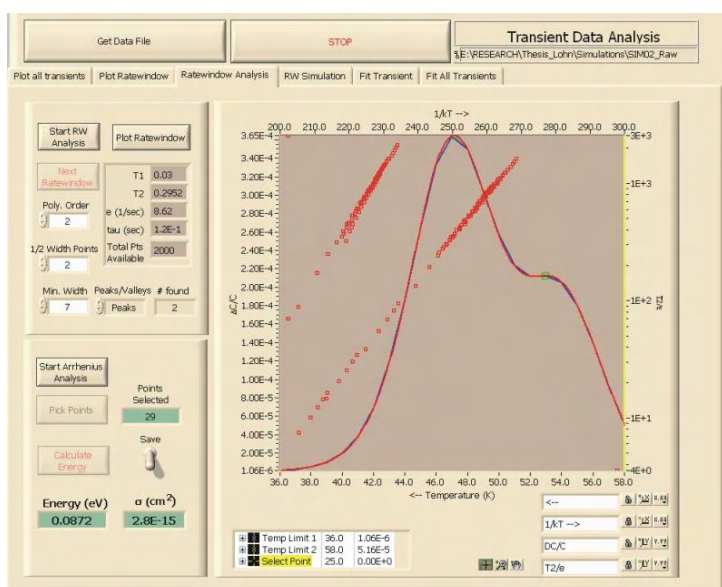 Get Data File
STOP
Transient Data Analysis
E:\RESEARCH\Thesis_Lohn\Simulations\SIM02_Raw
Plot all transients
Plot Ratewindow
Ratewindow Analysis
RW Simulation
Fit Transient
Fit All Transients
Start RW
Analysis
Plot Ratewindow
Next
Ratewindow
T1 0.03
T2 0.2952
e (1/sec) 8.62
tau (sec) 1.2E-1
Total Pts
Available 2000
Poly. Order
2
1/2 Width Points
2
Min. Width Peaks/Valleys # found
7 Peaks 2
Start Arrhenius
Analysis
Points
Selected
29
Pick Points
Save
Calculate
Energy
Energy (eV) σ (cm²)
0.0872 2.8E-15
1/kT -->
200.0 210.0 220.0 230.0 240.0 250.0 260.0 270.0 280.0 290.0 300.0
3.65E-4
3.40E-4
3.20E-4
3.00E-4
2.80E-4
2.60E-4
2.40E-4
2.20E-4
2.00E-4
1.80E-4
1.60E-4
1.40E-4
1.20E-4
1.00E-4
8.00E-5
6.00E-5
4.00E-5
2.00E-5
1.06E-6
ΔC/C
3E+3
1E+3
1E+2
1E+1
4E+0
36.0 38.0 40.0 42.0 44.0 46.0 48.0 50.0 52.0 54.0 56.0 58.0
<-- Temperature (K)
Temp Limit 1 36.0 1.06E-6
Temp Limit 2 58.0 5.16E-5
Select Point 25.0 0.00E+0
<--
1/kT -->
DC/C
T2/e